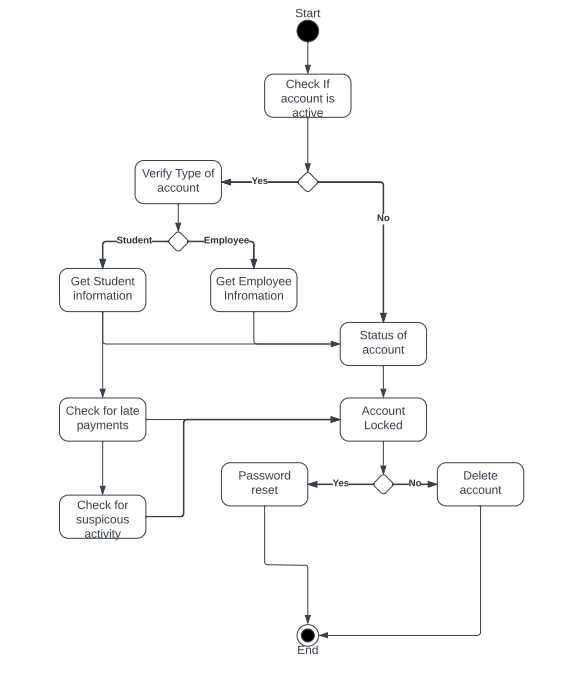 Start
Check If
account is
active
Verify Type of
account
Yes
No
Student
Employee
Get Student
information
Get Employee
Infromation
Status of
account
Check for late
payments
Account
Locked
Password
reset
Yes
No
Delete
account
Check for
suspicous
activity
End